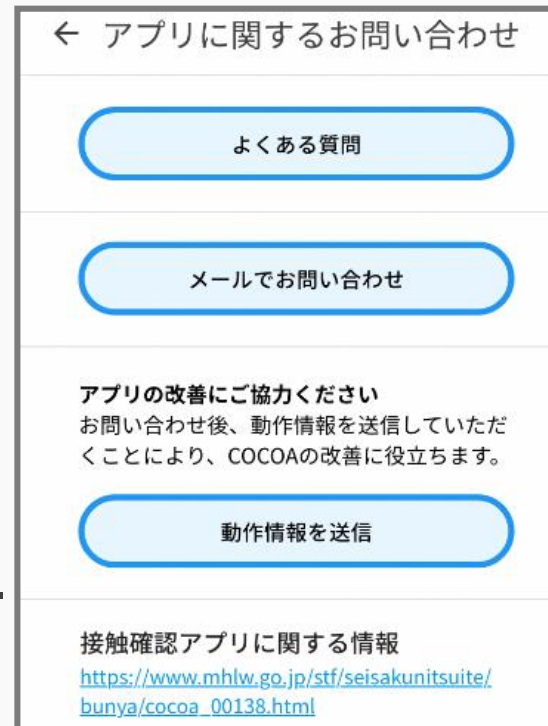 ← アプリに関するお問い合わせ
よくある質問
メールでお問い合わせ
アプリの改善にご協力ください
お問い合わせ後、動作情報を送信していただ
くことにより、COCOAの改善に役立ちます。
動作情報を送信
接触確認アプリに関する情報
https://www.mhlw.go.jp/stf/seisakunitsuite/
bunya/cocoa_00138.html